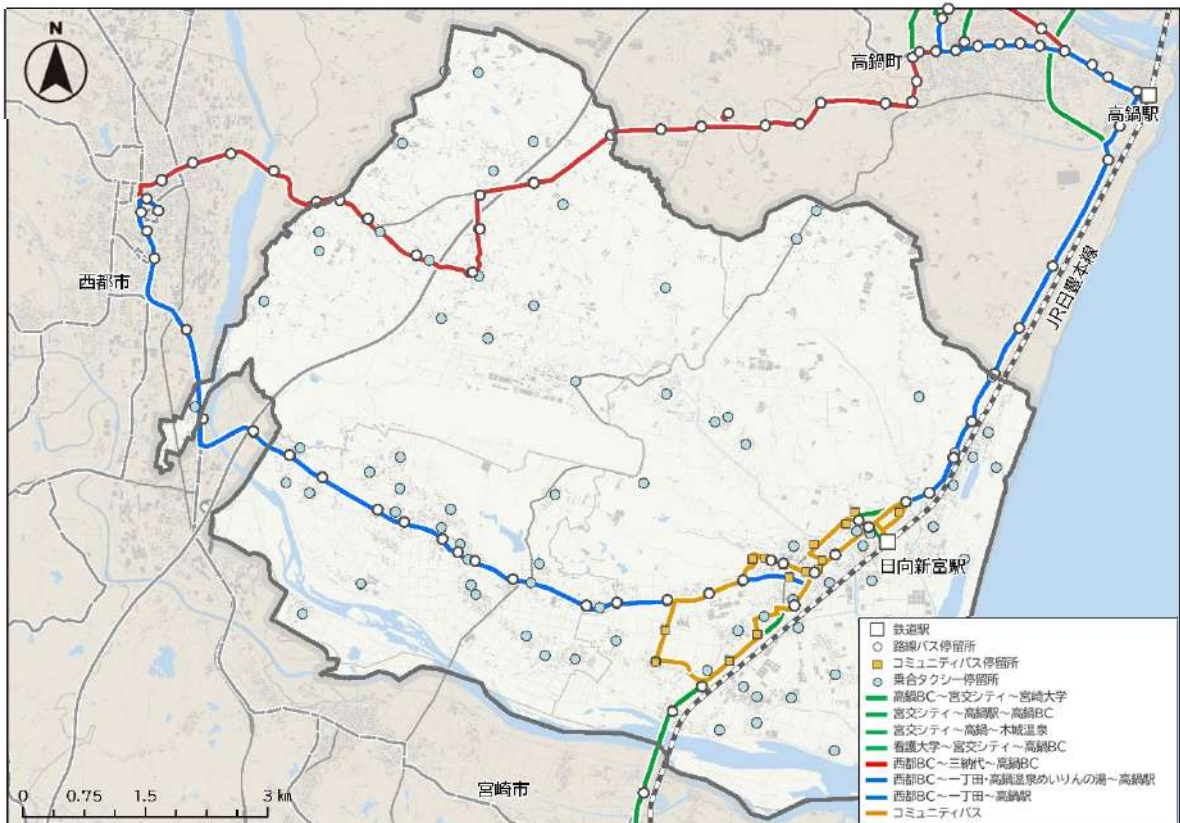 N
高鍋町
高鍋駅
西都市
JR日豊本線
日向新富駅
宮崎市
0 0.75 1.5 3 km
鉄道駅
路線バス停留所
コミュニティバス停留所
乗合タクシー停留所
高鍋BC～宮交シティ～宮崎大学
宮交シティ～高鍋駅～高鍋BC
宮交シティ～高鍋～木城温泉
看護大学～宮交シティ～高鍋BC
西都BC～三納代～高鍋BC
西都BC～一丁田・高鍋温泉めいりんの湯～高鍋駅
西都BC～一丁田～高鍋駅
コミュニティバス